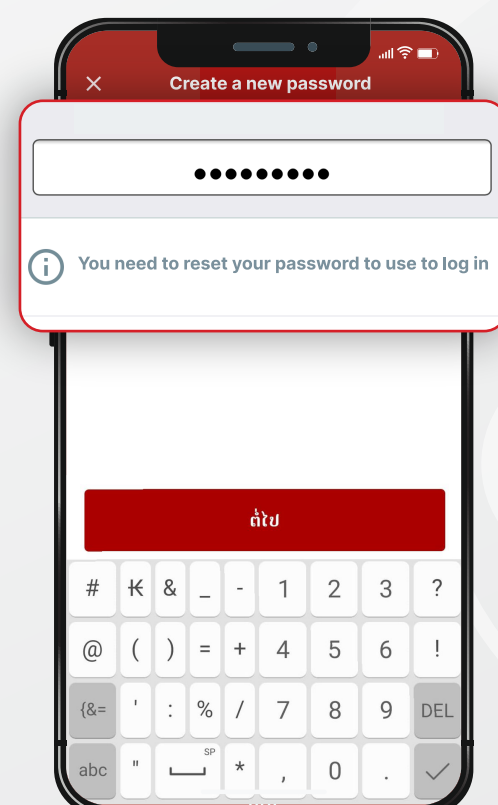 Create a new password
●●●●●●●●●
You need to reset your password to use to log in
ຕໍ່ໄປ
# ₭ & _ - 1 2 3 ?
@ ( ) = + 4 5 6 !
{&= ' : % / 7 8 9 DEL
abc " SP * , 0 .